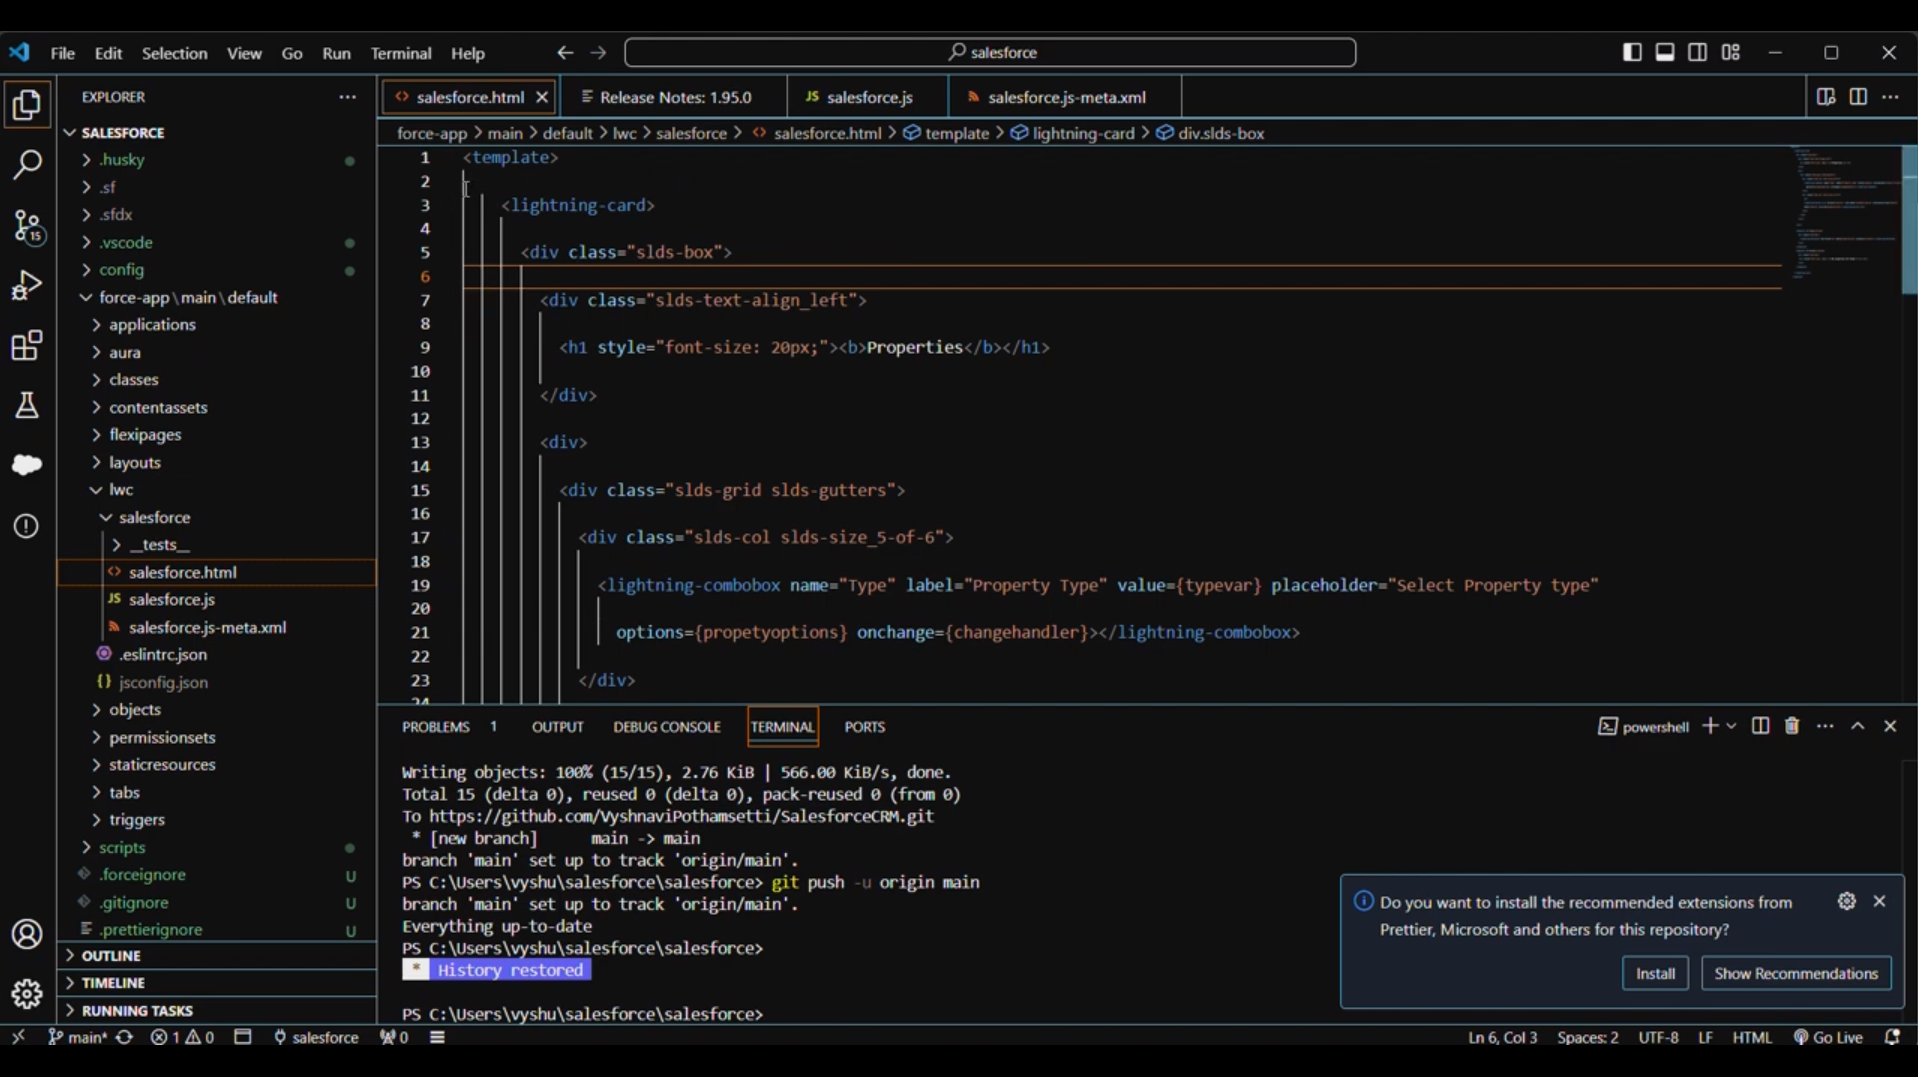 File Edit Selection View Go Run Terminal Help
salesforce
EXPLORER
SALESFORCE
.husky
.sf
.sfdx
.vscode
config
force-app\main\default
applications
aura
classes
contentassets
flexipages
layouts
lwc
salesforce
__tests__
salesforce.html
JS salesforce.js
salesforce.js-meta.xml
.eslintrc.json
{} jsconfig.json
objects
permissionsets
staticresources
tabs
triggers
scripts
.forceignore U
.gitignore U
.prettierignore U
OUTLINE
TIMELINE
RUNNING TASKS
15
<> salesforce.html Release Notes: 1.95.0 JS salesforce.js salesforce.js-meta.xml
force-app > main > default > lwc > salesforce > <> salesforce.html > template > lightning-card > div.slds-box
1 <template>
2
3 <lightning-card>
4
5 <div class="slds-box">
6
7 <div class="slds-text-align_left">
8
9 <h1 style="font-size: 20px;"><b>Properties</b></h1>
10
11 </div>
12
13 <div>
14
15 <div class="slds-grid slds-gutters">
16
17 <div class="slds-col slds-size_5-of-6">
18
19 <lightning-combobox name="Type" label="Property Type" value={typevar} placeholder="Select Property type"
20
21 options={propetyoptions} onchange={changehandler}></lightning-combobox>
22
23 </div>
24
PROBLEMS 1 OUTPUT DEBUG CONSOLE TERMINAL PORTS
powershell
Writing objects: 100% (15/15), 2.76 KiB | 566.00 KiB/s, done.
Total 15 (delta 0), reused 0 (delta 0), pack-reused 0 (from 0)
To https://github.com/VyshnaviPothamsetti/SalesforceCRM.git
* [new branch] main -> main
branch 'main' set up to track 'origin/main'.
PS C:\Users\vyshu\salesforce\salesforce> git push -u origin main
branch 'main' set up to track 'origin/main'.
Everything up-to-date
PS C:\Users\vyshu\salesforce\salesforce>
* History restored
PS C:\Users\vyshu\salesforce\salesforce>
Do you want to install the recommended extensions from
Prettier, Microsoft and others for this repository?
Install Show Recommendations
main* 1 0 salesforce 0 Ln 6, Col 3 Spaces: 2 UTF-8 LF HTML Go Live